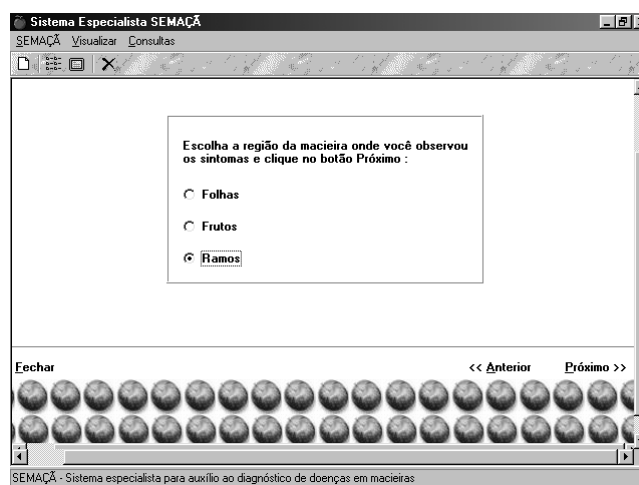 Sistema Especialista SEMAÇÃ
SEMAÇÃ Visualizar Consultas
Escolha a região da macieira onde você observou
os sintomas e clique no botão Próximo :
Folhas
Frutos
Ramos
Fechar << Anterior Próximo >>
SEMAÇÃ - Sistema especialista para auxílio ao diagnóstico de doenças em macieiras